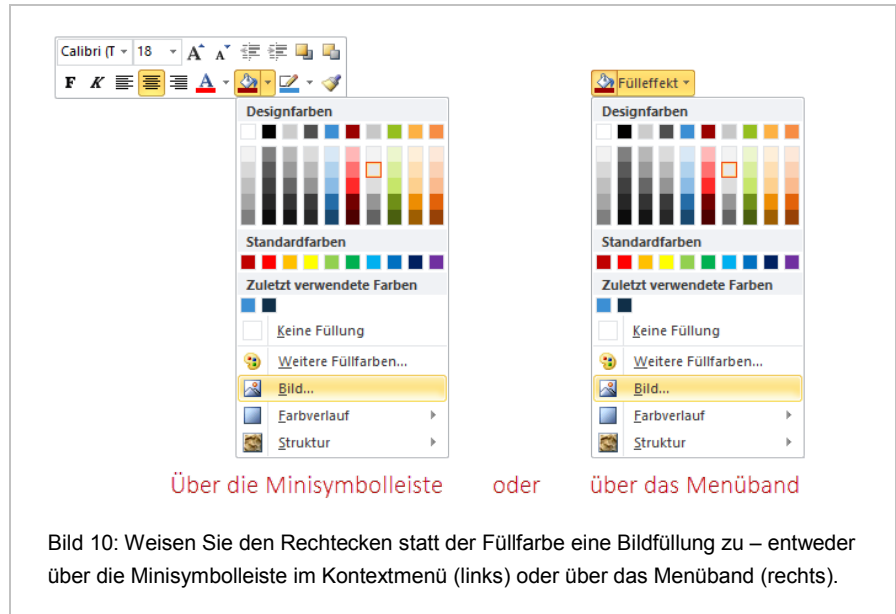 Calibri (T 18 A A
F K A
Designfarben
Standardfarben
Zuletzt verwendete Farben
Keine Füllung
Weitere Füllfarben...
Bild...
Farbverlauf
Struktur
Fülleffekt
Designfarben
Standardfarben
Zuletzt verwendete Farben
Keine Füllung
Weitere Füllfarben...
Bild...
Farbverlauf
Struktur
Über die Minisymbolleiste oder über das Menüband
Bild 10: Weisen Sie den Rechtecken statt der Füllfarbe eine Bildfüllung zu – entweder
über die Minisymbolleiste im Kontextmenü (links) oder über das Menüband (rechts).